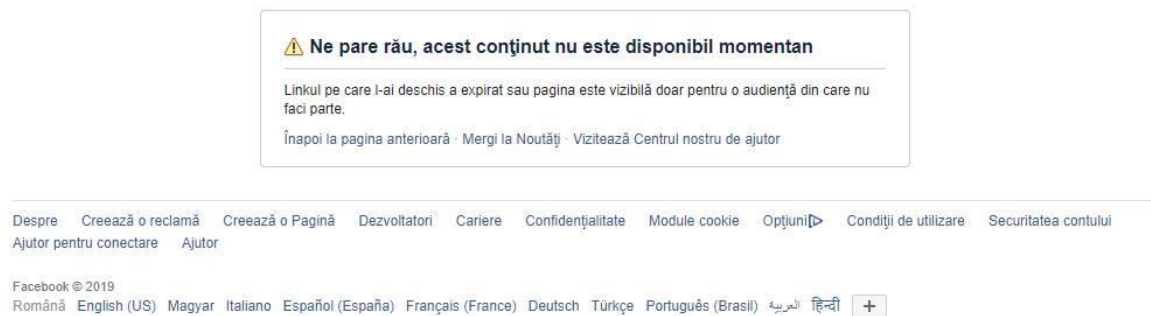 Ne pare rău, acest conţinut nu este disponibil momentan
Linkul pe care l-ai deschis a expirat sau pagina este vizibilă doar pentru o audienţă din care nu
faci parte.
Înapoi la pagina anterioară · Mergi la Noutăţi · Vizitează Centrul nostru de ajutor
Despre Creează o reclamă Creează o Pagină Dezvoltatori Cariere Confidenţialitate Module cookie Opţiuni Condiţii de utilizare Securitatea contului
Ajutor pentru conectare Ajutor
Facebook © 2019
Română English (US) Magyar Italiano Español (España) Français (France) Deutsch Türkçe Português (Brasil) العربية हिन्दी +